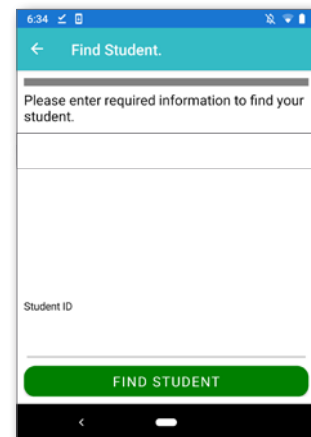 6:34
Find Student.
Please enter required information to find your
student.
Student ID
FIND STUDENT